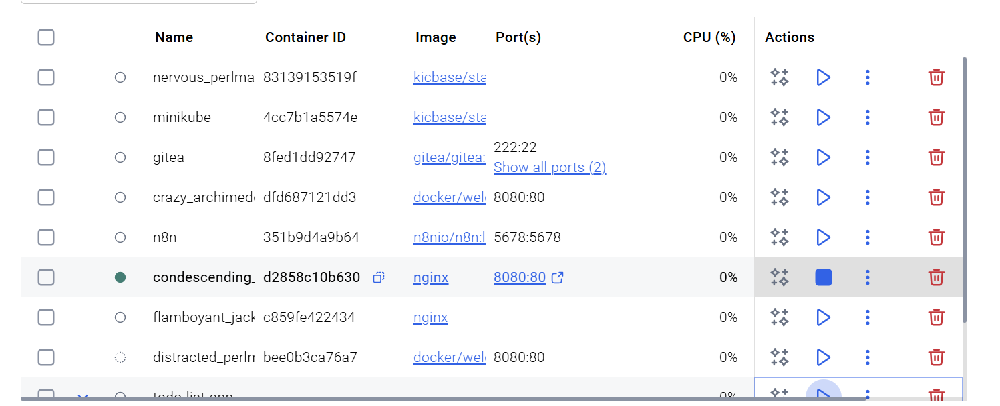 Name Container ID Image Port(s) CPU (%) Actions
nervous_perlma 83139153519f kicbase/sta 0%
minikube 4cc7b1a5574e kicbase/sta 0%
gitea 8fed1dd92747 gitea/gitea: 222:22 0%
Show all ports (2)
crazy_archimede dfd687121dd3 docker/wel 8080:80 0%
n8n 351b9d4a9b64 n8nio/n8n:l 5678:5678 0%
condescending_ d2858c10b630 nginx 8080:80 0%
flamboyant_jack c859fe422434 nginx 0%
distracted_perlm bee0b3ca76a7 docker/wel 8080:80 0%
todo-list-app 0%